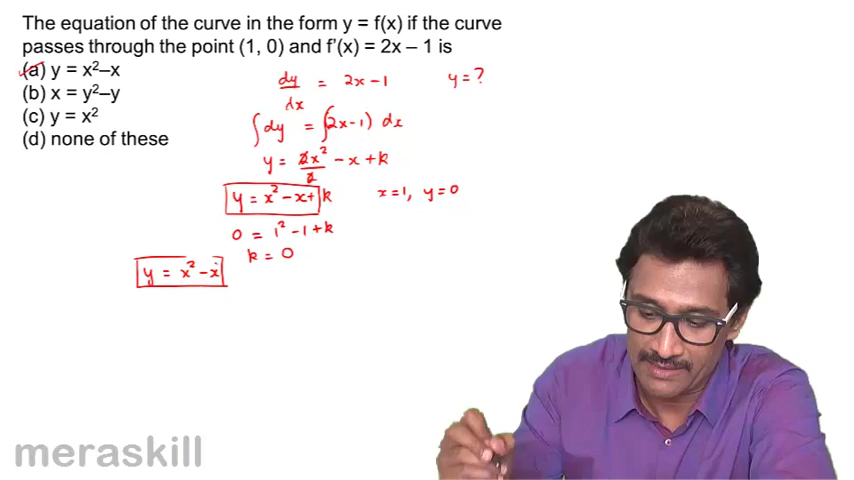 The equation of the curve in the form y = f(x) if the curve
passes through the point (1, 0) and f'(x) = 2x – 1 is
(a) y = x²–x
(b) x = y²–y
(c) y = x²
(d) none of these
dy/dx = 2x-1 y = ?
∫dy = ∫(2x-1) dx
y = 2x²/2 - x + k
y = x² - x + k x = 1, y = 0
0 = 1² - 1 + k
k = 0
y = x² - x
meraskill